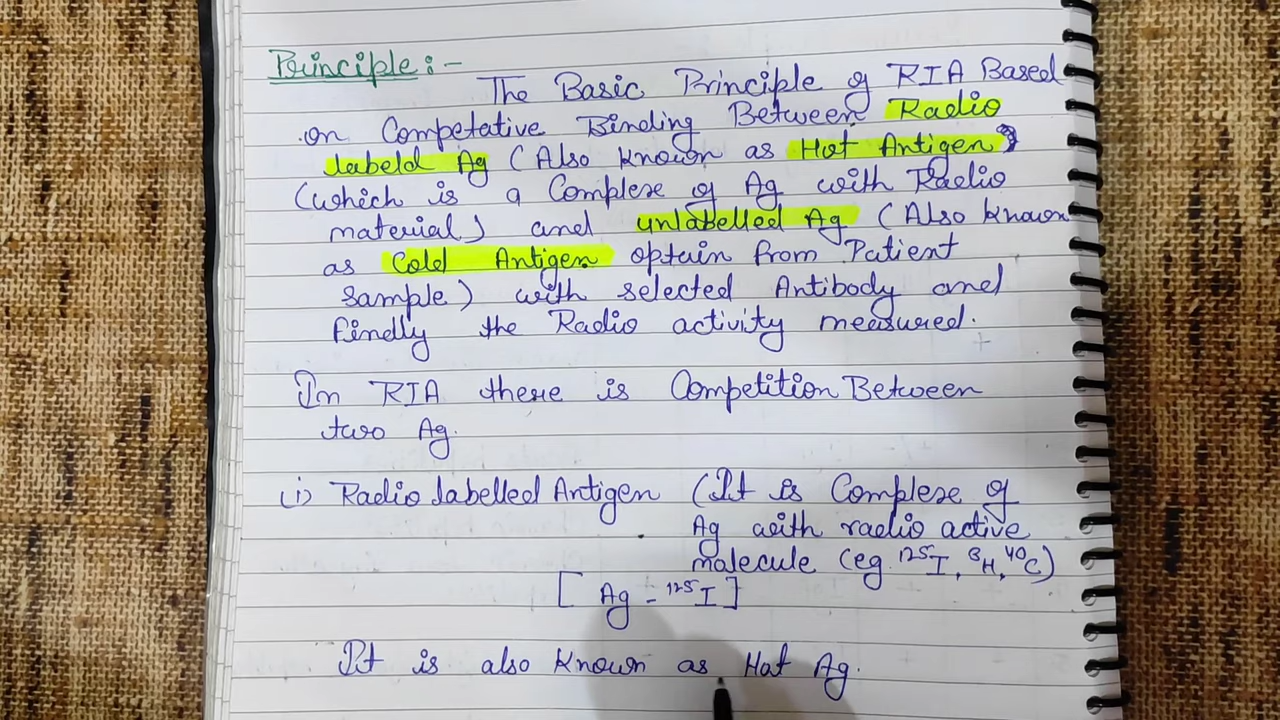 Principle:-
The Basic Principle of RIA Based
on Competative Binding Between Radio
labeld Ag (Also known as Hot Antigen)
(which is a Complexe of Ag with Radio
material) and unlabelled Ag (Also known
as Cold Antigen optain from Patient
Sample) with selected Antibody and
findly the Radio activity measured.
In RIA there is Competition Between
two Ag.
(i) Radio labelled Antigen (It is Complexe of
Ag with radio active
molecule (eg. ¹²⁵I, ³H, ⁴⁰C)
[Ag - ¹²⁵I]
It is also known as Hot Ag.